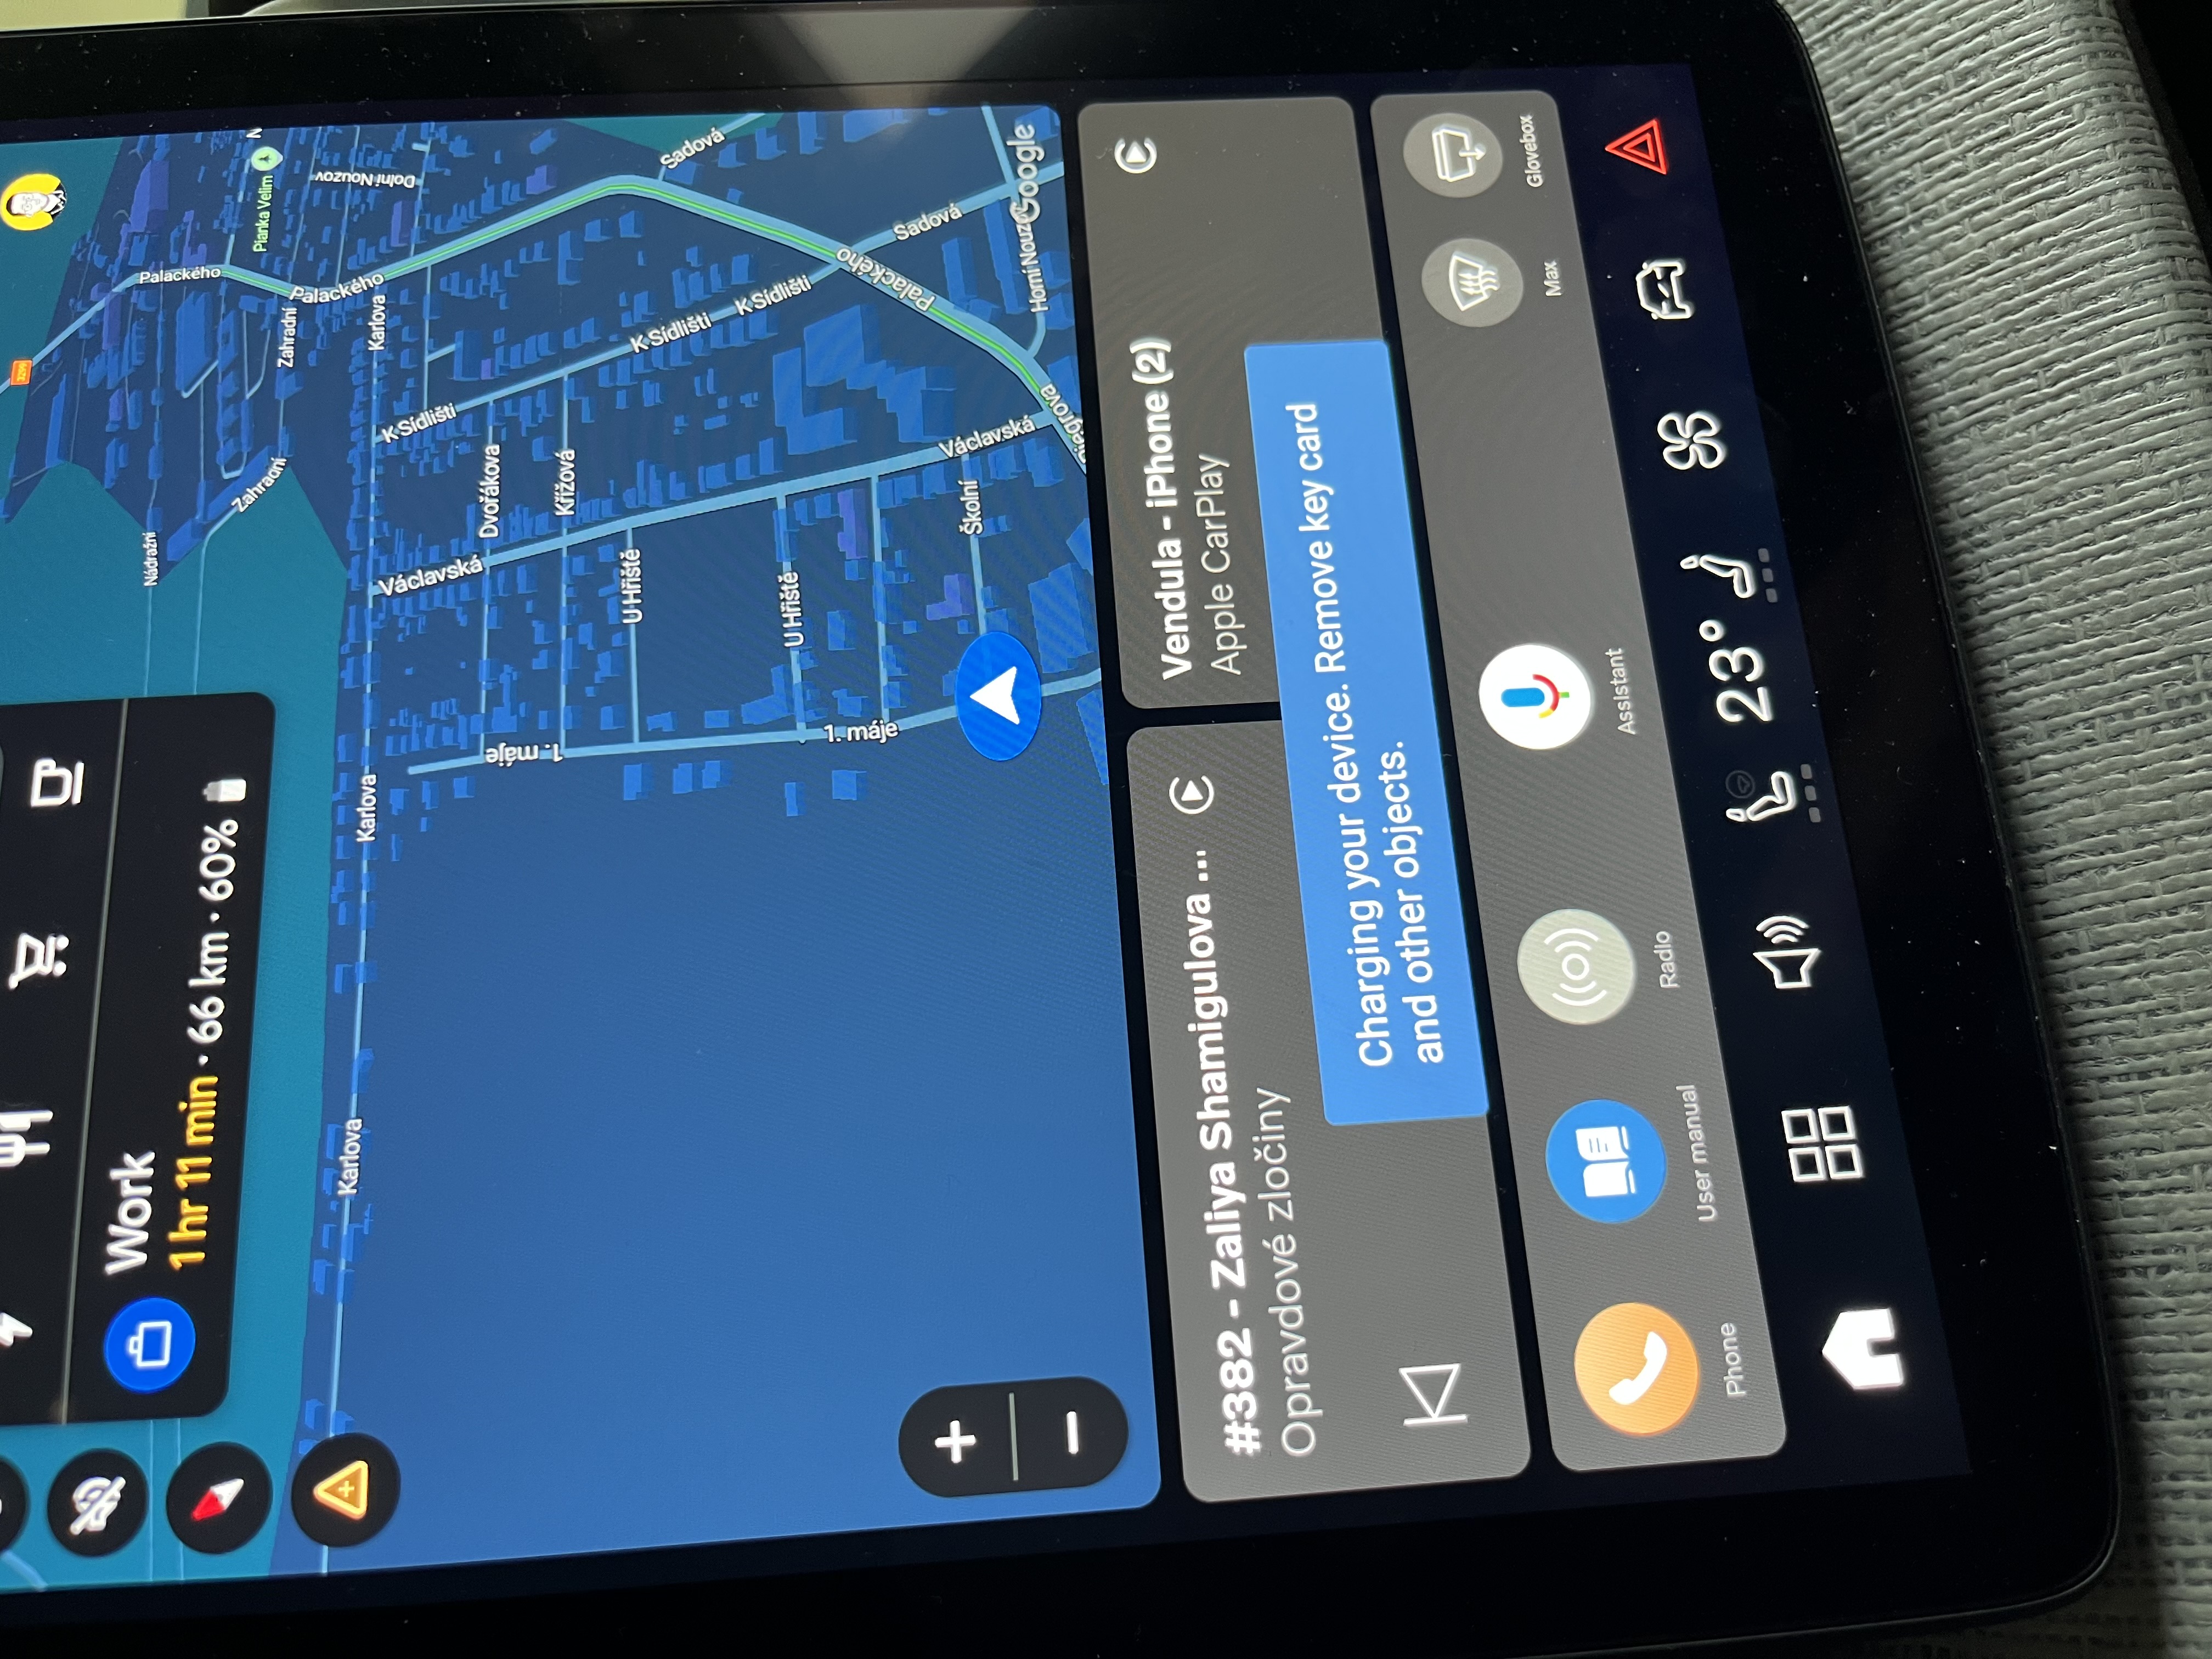 3299
Work
1 hr 11 min · 66 km · 60%
Nádražní
Palackého
Zahradní
Pianka Velim
N
Zahradní
Palackého
Dolní Nouzov
Karlova
Karlova
Karlova
Václavská
K Sídlišti
1. máje
Dvořákova
Křížová
U Hřiště
K Sídlišti
Sadová
K Sídlišti
U Hřiště
1. máje
Palackého
Sadová
Školní
Václavská
Horní Nouzov
Google
Riegrova
#382 - Zaliya Shamigulova ...
Opravdové zločiny
Vendula - iPhone (2)
Apple CarPlay
Charging your device. Remove key card
and other objects.
Phone
User manual
Radio
Assistant
Max
Glovebox
23°